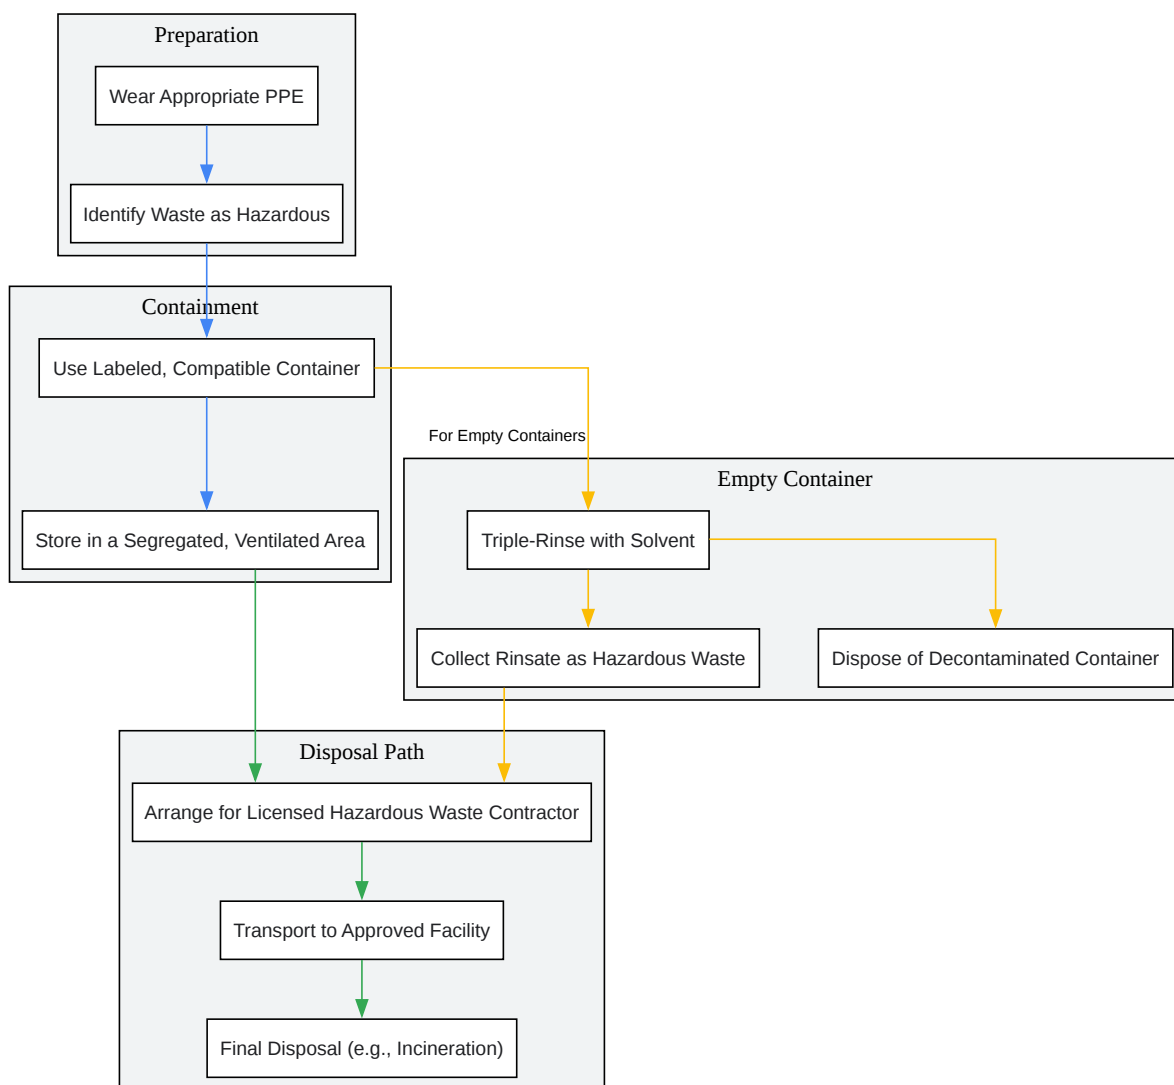 Preparation
Wear Appropriate PPE
Identify Waste as Hazardous
Containment
Use Labeled, Compatible Container
For Empty Containers
Empty Container
Store in a Segregated, Ventilated Area
Triple-Rinse with Solvent
Collect Rinsate as Hazardous Waste
Dispose of Decontaminated Container
Disposal Path
Arrange for Licensed Hazardous Waste Contractor
Transport to Approved Facility
Final Disposal (e.g., Incineration)